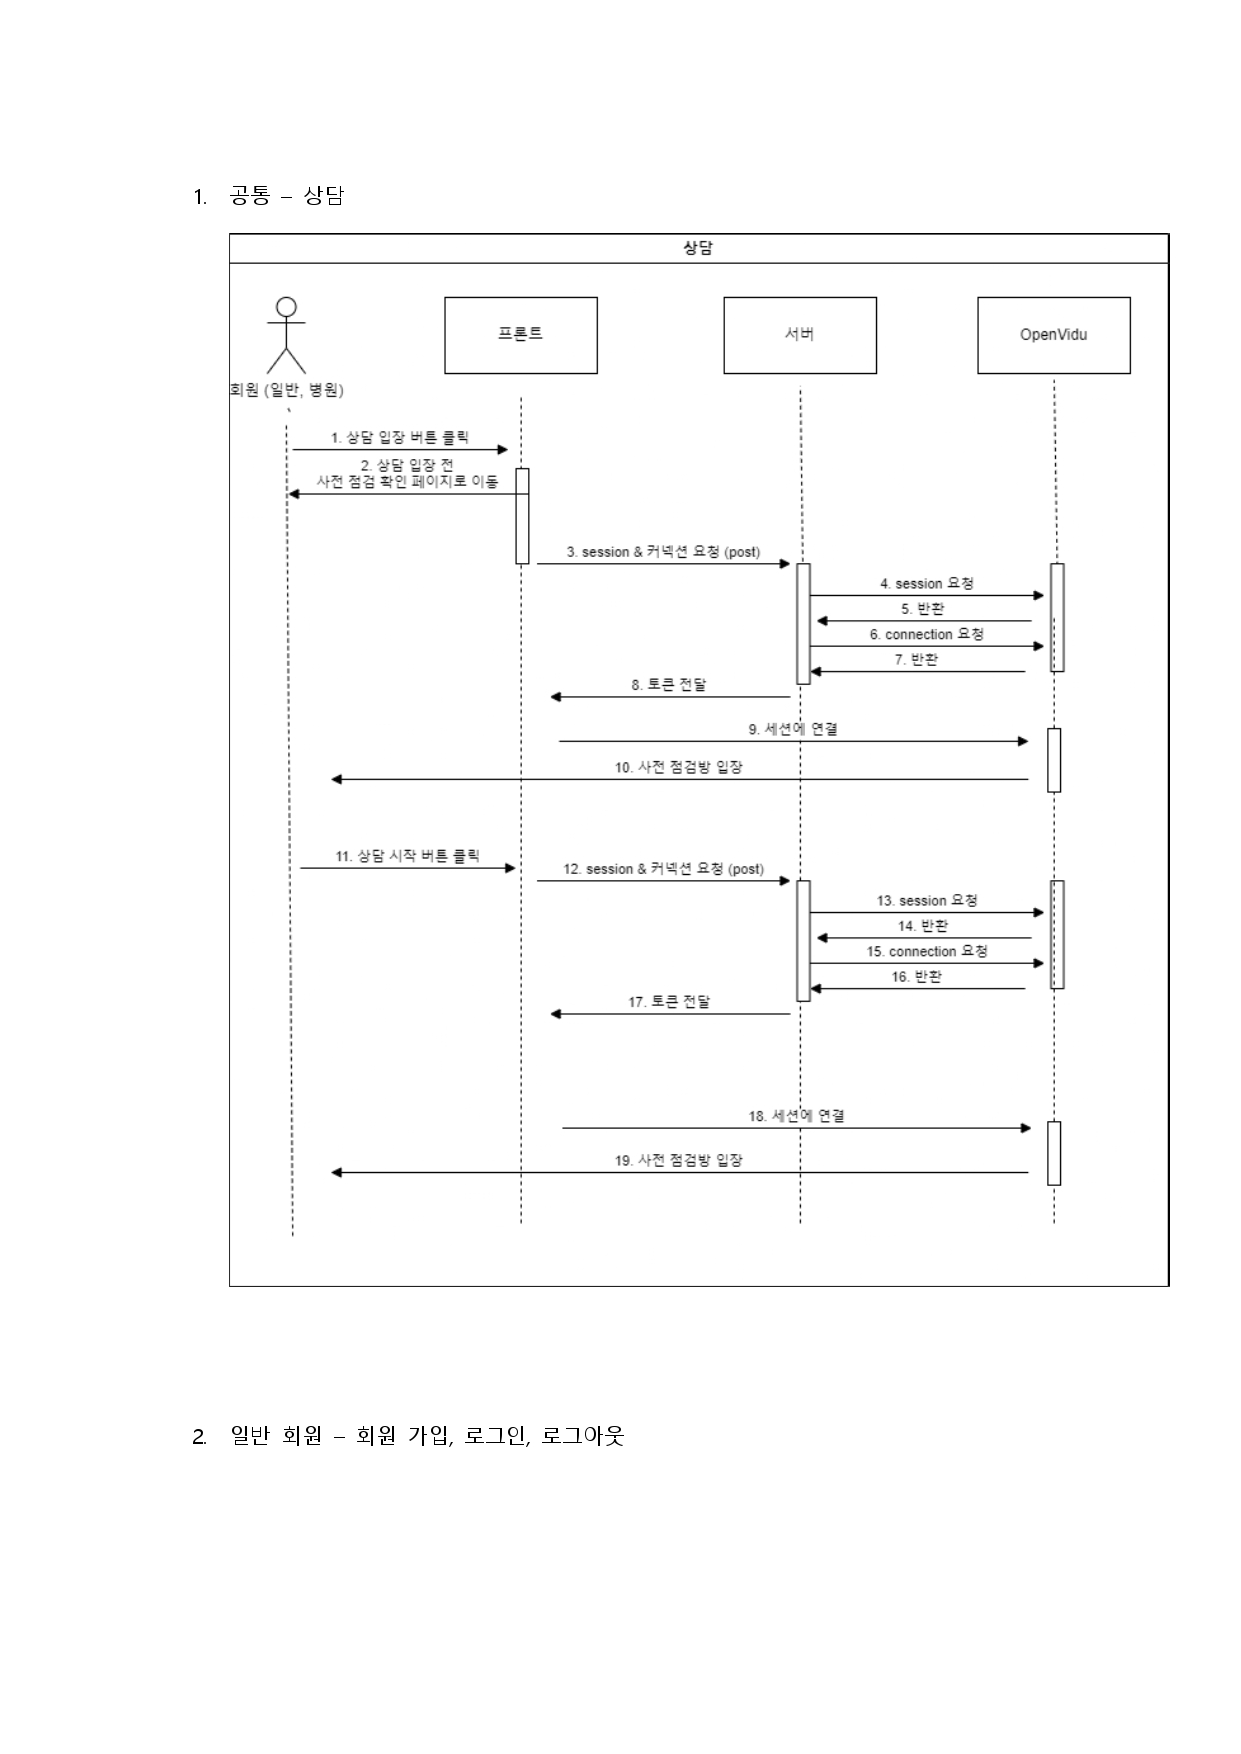 1. 공통 – 상담
상담
프론트
서버
OpenVidu
회원 (일반, 병원)
1. 상담 입장 버튼 클릭
2. 상담 입장 전
사전 점검 확인 페이지로 이동
3. session & 커넥션 요청 (post)
4. session 요청
5. 반환
6. connection 요청
7. 반환
8. 토큰 전달
9. 세션에 연결
10. 사전 점검방 입장
11. 상담 시작 버튼 클릭
12. session & 커넥션 요청 (post)
13. session 요청
14. 반환
15. connection 요청
16. 반환
17. 토큰 전달
18. 세션에 연결
19. 사전 점검방 입장
2. 일반 회원 – 회원 가입, 로그인, 로그아웃